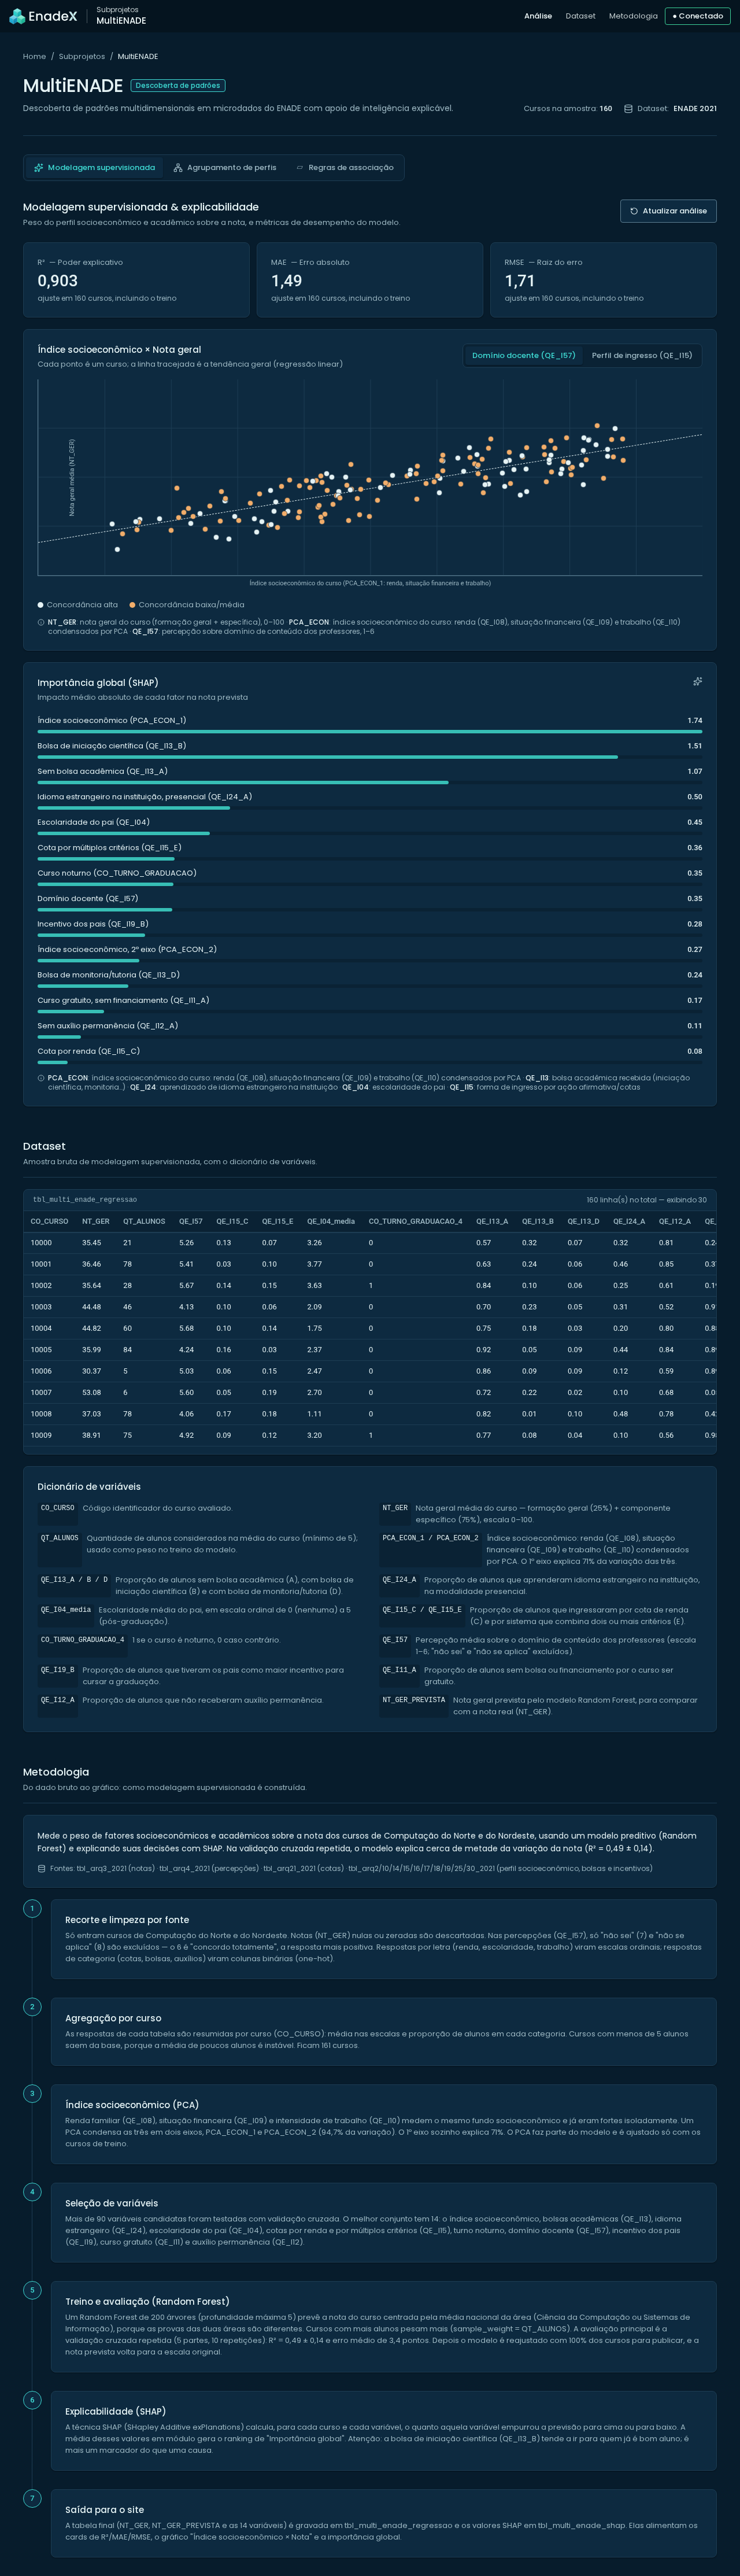 EnadeX
Subprojetos
MultiENADE
Análise
Dataset
Metodologia
● Conectado
Home / Subprojetos / MultiENADE
MultiENADE
Descoberta de padrões
Descoberta de padrões multidimensionais em microdados do ENADE com apoio de inteligência explicável.
Cursos na amostra: 160
Dataset: ENADE 2021
Modelagem supervisionada
Agrupamento de perfis
Regras de associação
Modelagem supervisionada & explicabilidade
Peso do perfil socioeconômico e acadêmico sobre a nota, e métricas de desempenho do modelo.
Atualizar análise
R² — Poder explicativo
0,903
ajuste em 160 cursos, incluindo o treino
MAE — Erro absoluto
1,49
ajuste em 160 cursos, incluindo o treino
RMSE — Raiz do erro
1,71
ajuste em 160 cursos, incluindo o treino
Índice socioeconômico × Nota geral
Cada ponto é um curso; a linha tracejada é a tendência geral (regressão linear)
Domínio docente (QE_I57)
Perfil de ingresso (QE_I15)
Nota geral média (NT_GER)
Índice socioeconômico do curso (PCA_ECON_1: renda, situação financeira e trabalho)
Concordância alta
Concordância baixa/média
NT_GER: nota geral do curso (formação geral + específica), 0–100 · PCA_ECON: índice socioeconômico do curso: renda (QE_I08), situação financeira (QE_I09) e trabalho (QE_I10)
condensados por PCA · QE_I57: percepção sobre domínio de conteúdo dos professores, 1–6
Importância global (SHAP)
Impacto médio absoluto de cada fator na nota prevista
Índice socioeconômico (PCA_ECON_1) 1.74
Bolsa de iniciação científica (QE_I13_B) 1.51
Sem bolsa acadêmica (QE_I13_A) 1.07
Idioma estrangeiro na instituição, presencial (QE_I24_A) 0.50
Escolaridade do pai (QE_I04) 0.45
Cota por múltiplos critérios (QE_I15_E) 0.36
Curso noturno (CO_TURNO_GRADUACAO) 0.35
Domínio docente (QE_I57) 0.35
Incentivo dos pais (QE_I19_B) 0.28
Índice socioeconômico, 2º eixo (PCA_ECON_2) 0.27
Bolsa de monitoria/tutoria (QE_I13_D) 0.24
Curso gratuito, sem financiamento (QE_I11_A) 0.17
Sem auxílio permanência (QE_I12_A) 0.11
Cota por renda (QE_I15_C) 0.08
PCA_ECON: índice socioeconômico do curso: renda (QE_I08), situação financeira (QE_I09) e trabalho (QE_I10) condensados por PCA · QE_I13: bolsa acadêmica recebida (iniciação
científica, monitoria…) · QE_I24: aprendizado de idioma estrangeiro na instituição · QE_I04: escolaridade do pai · QE_I15: forma de ingresso por ação afirmativa/cotas
Dataset
Amostra bruta de modelagem supervisionada, com o dicionário de variáveis.
tbl_multi_enade_regressao
160 linha(s) no total — exibindo 30
CO_CURSO NT_GER QT_ALUNOS QE_I57 QE_I15_C QE_I15_E QE_I04_media CO_TURNO_GRADUACAO_4 QE_I13_A QE_I13_B QE_I13_D QE_I24_A QE_I12_A QE_
10000 35.45 21 5.26 0.13 0.07 3.26 0 0.57 0.32 0.07 0.32 0.81 0.24
10001 36.46 78 5.41 0.03 0.10 3.77 0 0.63 0.24 0.06 0.46 0.85 0.37
10002 35.64 28 5.67 0.14 0.15 3.63 1 0.84 0.10 0.06 0.25 0.61 0.19
10003 44.48 46 4.13 0.10 0.06 2.09 0 0.70 0.23 0.05 0.31 0.52 0.9
10004 44.82 60 5.68 0.10 0.14 1.75 0 0.75 0.18 0.03 0.20 0.80 0.88
10005 35.99 84 4.24 0.16 0.03 2.37 0 0.92 0.05 0.09 0.44 0.84 0.89
10006 30.37 5 5.03 0.06 0.15 2.47 0 0.86 0.09 0.09 0.12 0.59 0.89
10007 53.08 6 5.60 0.05 0.19 2.70 0 0.72 0.22 0.02 0.10 0.68 0.0
10008 37.03 78 4.06 0.17 0.18 1.11 0 0.82 0.01 0.10 0.48 0.78 0.4
10009 38.91 75 4.92 0.09 0.12 3.20 1 0.77 0.08 0.04 0.10 0.56 0.98
Dicionário de variáveis
CO_CURSO Código identificador do curso avaliado.
NT_GER Nota geral média do curso — formação geral (25%) + componente
específico (75%), escala 0–100.
QT_ALUNOS Quantidade de alunos considerados na média do curso (mínimo de 5);
usado como peso no treino do modelo.
PCA_ECON_1 / PCA_ECON_2 Índice socioeconômico: renda (QE_I08), situação
financeira (QE_I09) e trabalho (QE_I10) condensados
por PCA. O 1º eixo explica 71% da variação das três.
QE_I13_A / B / D Proporção de alunos sem bolsa acadêmica (A), com bolsa de
iniciação científica (B) e com bolsa de monitoria/tutoria (D).
QE_I24_A Proporção de alunos que aprenderam idioma estrangeiro na instituição,
na modalidade presencial.
QE_I04_media Escolaridade média do pai, em escala ordinal de 0 (nenhuma) a 5
(pós-graduação).
QE_I15_C / QE_I15_E Proporção de alunos que ingressaram por cota de renda
(C) e por sistema que combina dois ou mais critérios (E).
CO_TURNO_GRADUACAO_4 1 se o curso é noturno, 0 caso contrário.
QE_I57 Percepção média sobre o domínio de conteúdo dos professores (escala
1–6; "não sei" e "não se aplica" excluídos).
QE_I19_B Proporção de alunos que tiveram os pais como maior incentivo para
cursar a graduação.
QE_I11_A Proporção de alunos sem bolsa ou financiamento por o curso ser
gratuito.
QE_I12_A Proporção de alunos que não receberam auxílio permanência.
NT_GER_PREVISTA Nota geral prevista pelo modelo Random Forest, para comparar
com a nota real (NT_GER).
Metodologia
Do dado bruto ao gráfico: como modelagem supervisionada é construída.
Mede o peso de fatores socioeconômicos e acadêmicos sobre a nota dos cursos de Computação do Norte e do Nordeste, usando um modelo preditivo (Random
Forest) e explicando suas decisões com SHAP. Na validação cruzada repetida, o modelo explica cerca de metade da variação da nota (R² = 0,49 ± 0,14).
Fontes: tbl_arq3_2021 (notas) · tbl_arq4_2021 (percepções) · tbl_arq21_2021 (cotas) · tbl_arq2/10/14/15/16/17/18/19/25/30_2021 (perfil socioeconômico, bolsas e incentivos)
1
Recorte e limpeza por fonte
Só entram cursos de Computação do Norte e do Nordeste. Notas (NT_GER) nulas ou zeradas são descartadas. Nas percepções (QE_I57), só "não sei" (7) e "não se
aplica" (8) são excluídos — o 6 é "concordo totalmente", a resposta mais positiva. Respostas por letra (renda, escolaridade, trabalho) viram escalas ordinais; respostas
de categoria (cotas, bolsas, auxílios) viram colunas binárias (one-hot).
2
Agregação por curso
As respostas de cada tabela são resumidas por curso (CO_CURSO): média nas escalas e proporção de alunos em cada categoria. Cursos com menos de 5 alunos
saem da base, porque a média de poucos alunos é instável. Ficam 161 cursos.
3
Índice socioeconômico (PCA)
Renda familiar (QE_I08), situação financeira (QE_I09) e intensidade de trabalho (QE_I10) medem o mesmo fundo socioeconômico e já eram fortes isoladamente. Um
PCA condensa as três em dois eixos, PCA_ECON_1 e PCA_ECON_2 (94,7% da variação). O 1º eixo sozinho explica 71%. O PCA faz parte do modelo e é ajustado só com os
cursos de treino.
4
Seleção de variáveis
Mais de 90 variáveis candidatas foram testadas com validação cruzada. O melhor conjunto tem 14: o índice socioeconômico, bolsas acadêmicas (QE_I13), idioma
estrangeiro (QE_I24), escolaridade do pai (QE_I04), cotas por renda e por múltiplos critérios (QE_I15), turno noturno, domínio docente (QE_I57), incentivo dos pais
(QE_I19), curso gratuito (QE_I11) e auxílio permanência (QE_I12).
5
Treino e avaliação (Random Forest)
Um Random Forest de 200 árvores (profundidade máxima 5) prevê a nota do curso centrada pela média nacional da área (Ciência da Computação ou Sistemas de
Informação), porque as provas das duas áreas são diferentes. Cursos com mais alunos pesam mais (sample_weight = QT_ALUNOS). A avaliação principal é a
validação cruzada repetida (5 partes, 10 repetições): R² = 0,49 ± 0,14 e erro médio de 3,4 pontos. Depois o modelo é reajustado com 100% dos cursos para publicar, e a
nota prevista volta para a escala original.
6
Explicabilidade (SHAP)
A técnica SHAP (SHapley Additive exPlanations) calcula, para cada curso e cada variável, o quanto aquela variável empurrou a previsão para cima ou para baixo. A
média desses valores em módulo gera o ranking de "Importância global". Atenção: a bolsa de iniciação científica (QE_I13_B) tende a ir para quem já é bom aluno; é
mais um marcador do que uma causa.
7
Saída para o site
A tabela final (NT_GER, NT_GER_PREVISTA e as 14 variáveis) é gravada em tbl_multi_enade_regressao e os valores SHAP em tbl_multi_enade_shap. Elas alimentam os
cards de R²/MAE/RMSE, o gráfico "Índice socioeconômico × Nota" e a importância global.